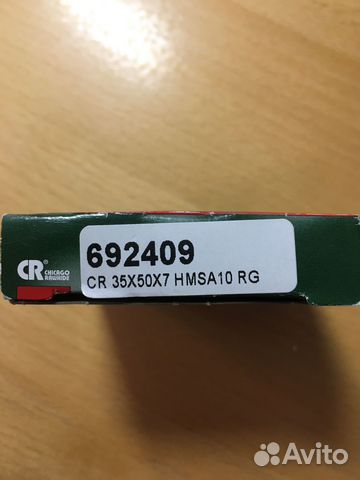 CR
CHICAGO
RAWHIDE
692409
CR 35X50X7 HMSA10 RG
Avito